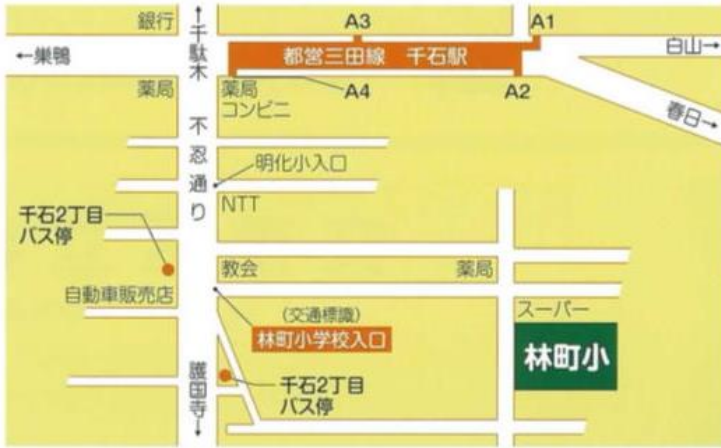 銀行
↑千駄木
A3
A1
←巣鴨
都営三田線 千石駅
白山→
薬局
薬局
コンビニ
A4
A2
春日→
不忍通り
明化小入口
NTT
千石2丁目
バス停
教会
薬局
自動車販売店
(交通標識)
林町小学校入口
スーパー
林町小
千石2丁目
バス停
護国寺↓